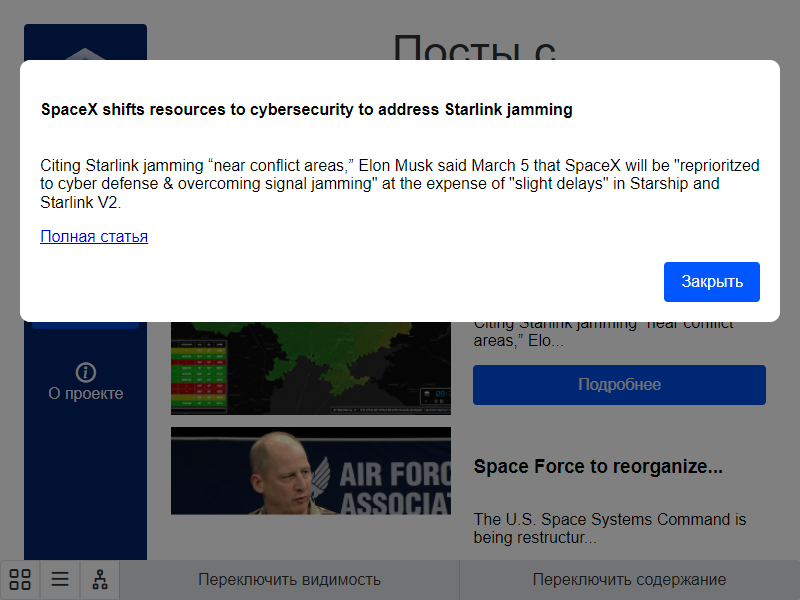 Посты с
SpaceX shifts resources to cybersecurity to address Starlink jamming
Citing Starlink jamming “near conflict areas,” Elon Musk said March 5 that SpaceX will be "reprioritzed
to cyber defense & overcoming signal jamming" at the expense of "slight delays" in Starship and
Starlink V2.
Полная статья
Закрыть
Citing Starlink jamming “near conflict
areas,” Elo...
О проекте
Подробнее
AIR FORC
ASSOCIAT
Space Force to reorganize...
The U.S. Space Systems Command is
being restructur...
Переключить видимость
Переключить содержание